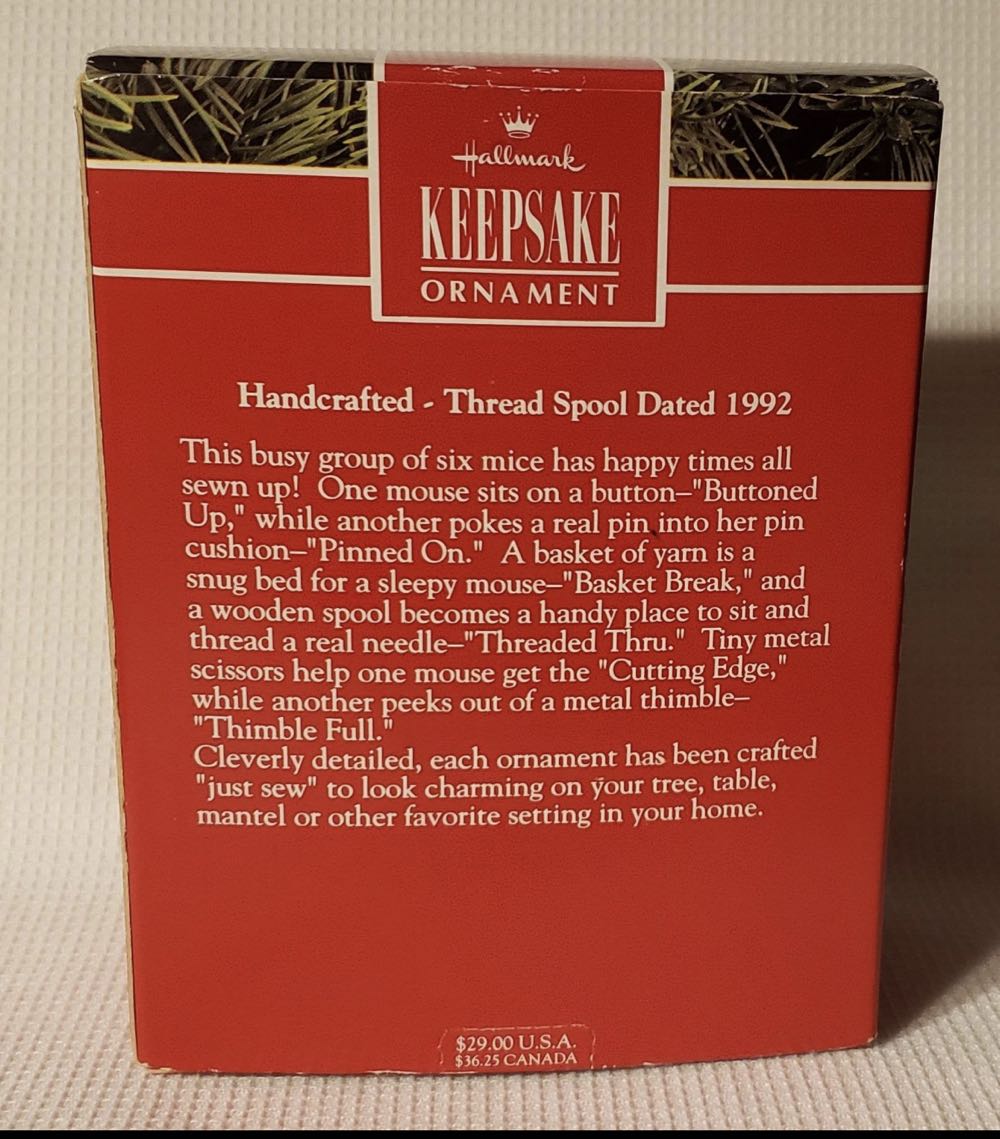 Hallmark
KEEPSAKE
ORNAMENT
Handcrafted - Thread Spool Dated 1992
This busy group of six mice has happy times all
sewn up! One mouse sits on a button–"Buttoned
Up," while another pokes a real pin into her pin
cushion–"Pinned On." A basket of yarn is a
snug bed for a sleepy mouse–"Basket Break," and
a wooden spool becomes a handy place to sit and
thread a real needle–"Threaded Thru." Tiny metal
scissors help one mouse get the "Cutting Edge,"
while another peeks out of a metal thimble–
"Thimble Full."
Cleverly detailed, each ornament has been crafted
"just sew" to look charming on your tree, table,
mantel or other favorite setting in your home.
$29.00 U.S.A.
$36.25 CANADA